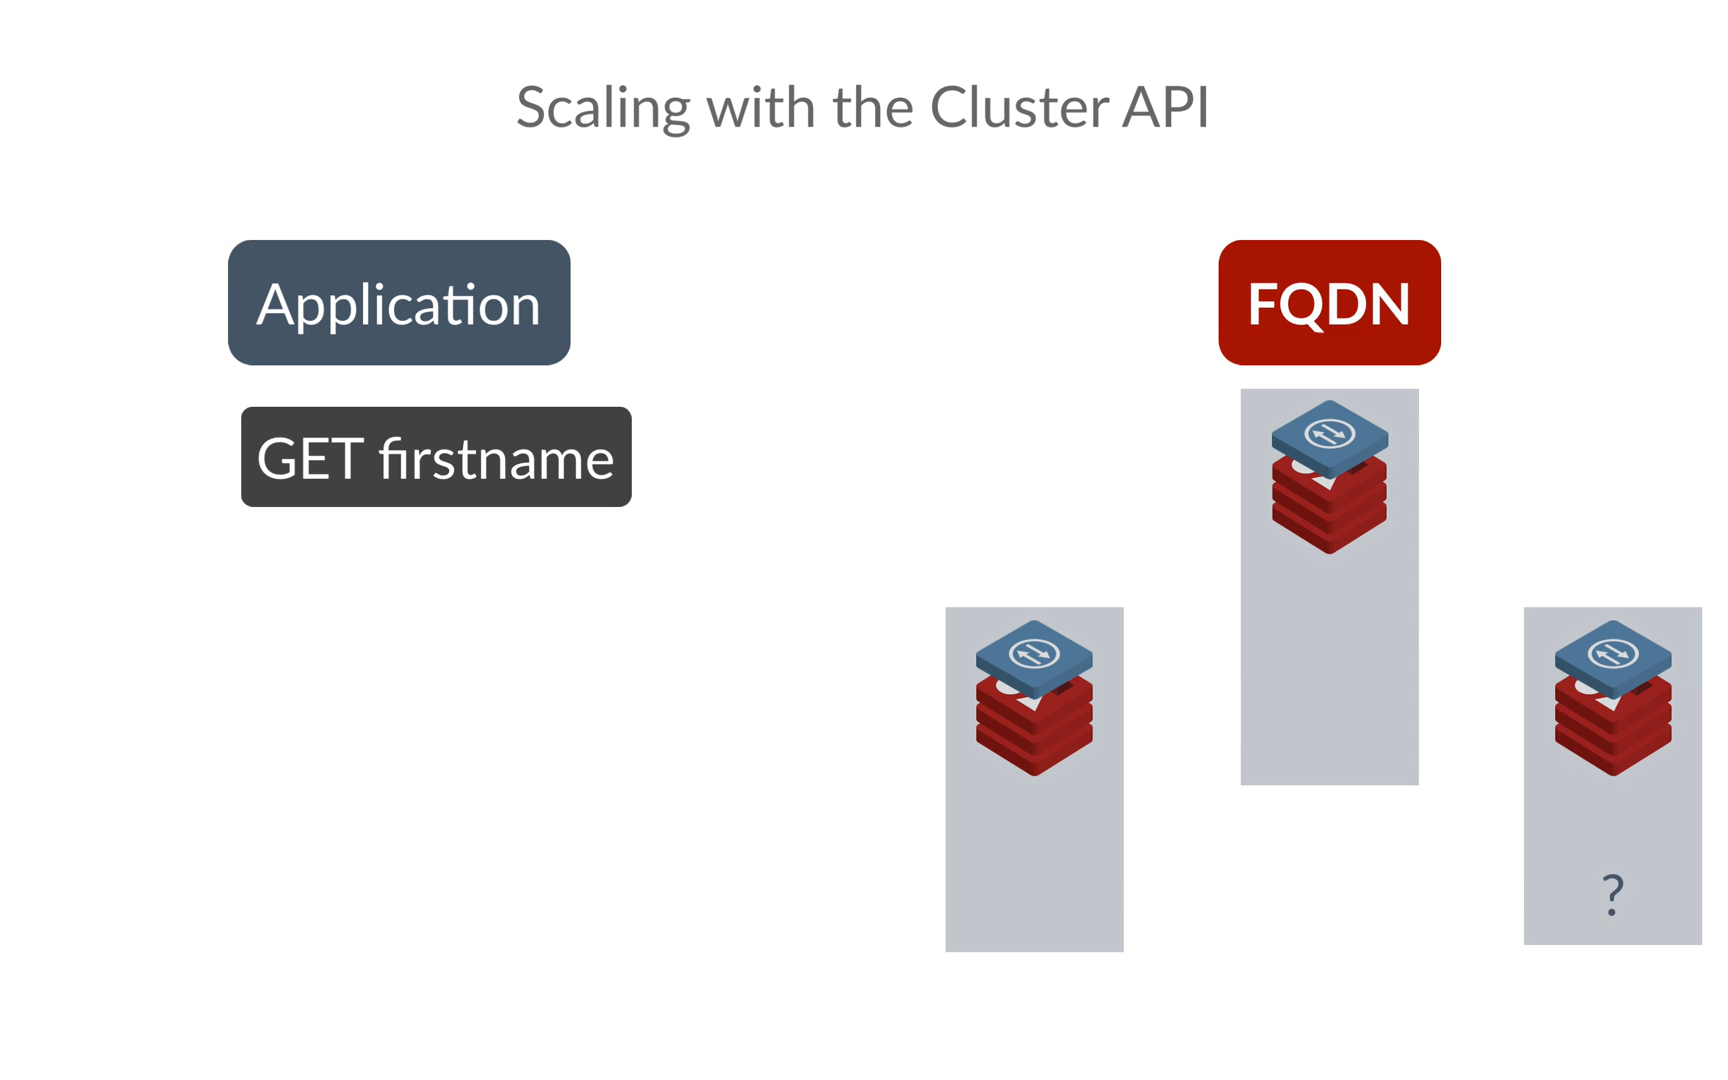 Scaling with the Cluster API
Application
FQDN
GET firstname
?